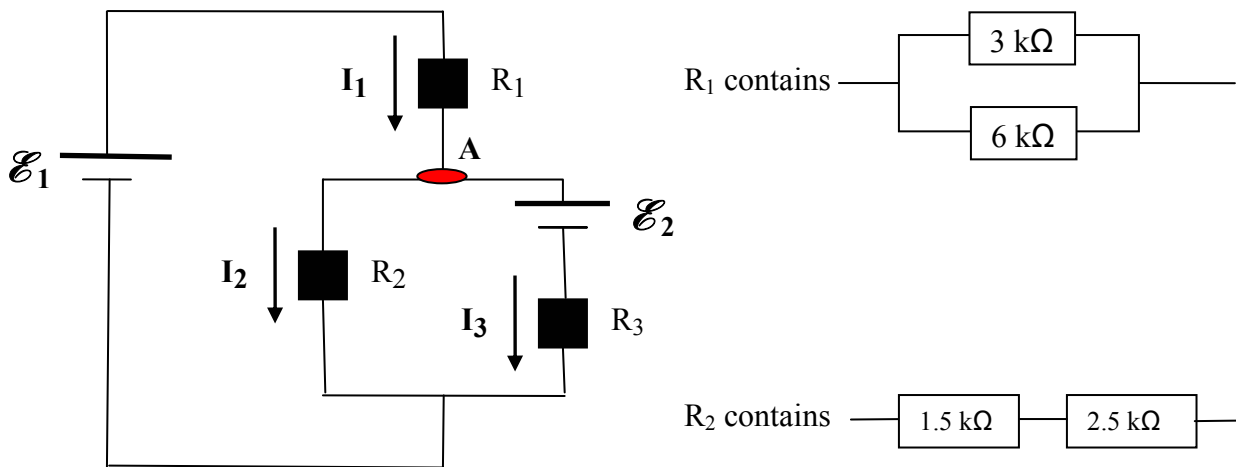 3 kΩ
I₁
R₁
R₁ contains
6 kΩ
A
ℰ₁
ℰ₂
I₂
R₂
I₃
R₃
R₂ contains
1.5 kΩ
2.5 kΩ